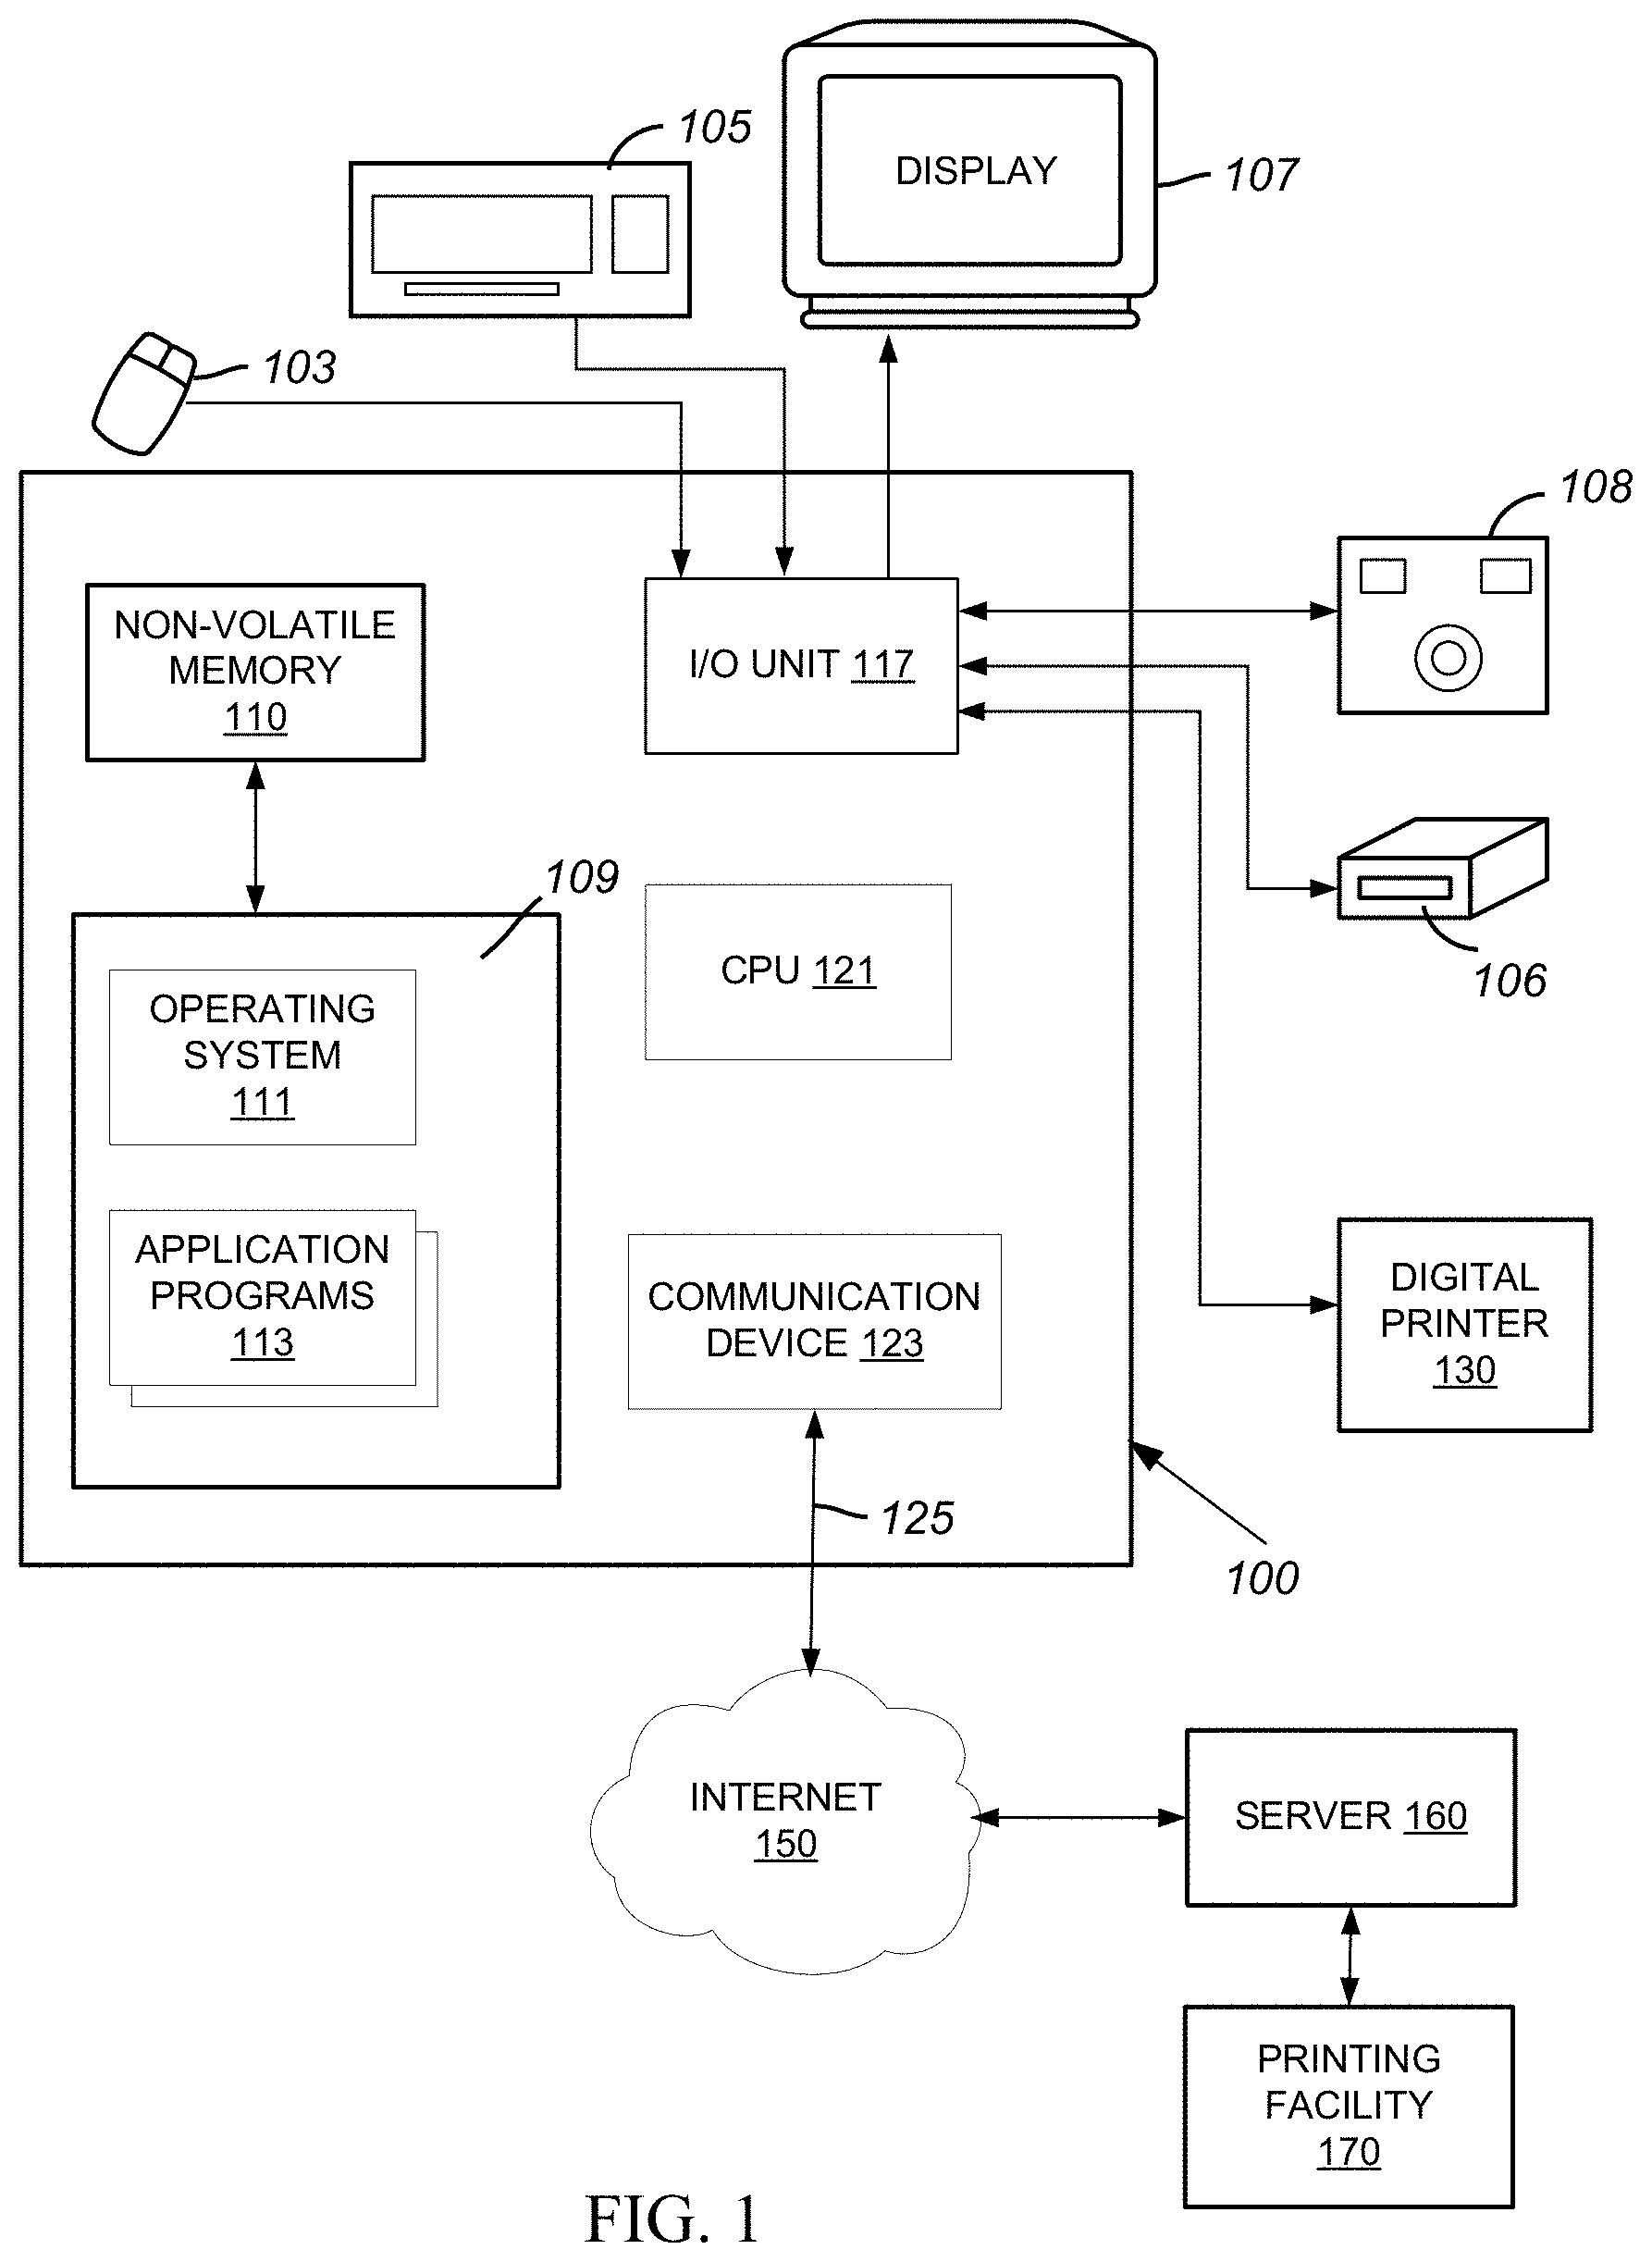 105
DISPLAY
107
103
108
NON-VOLATILE
MEMORY
110
I/O UNIT 117
109
106
CPU 121
OPERATING
SYSTEM
111
APPLICATION
PROGRAMS
113
COMMUNICATION
DEVICE 123
DIGITAL
PRINTER
130
125
100
INTERNET
150
SERVER 160
PRINTING
FACILITY
170
FIG. 1